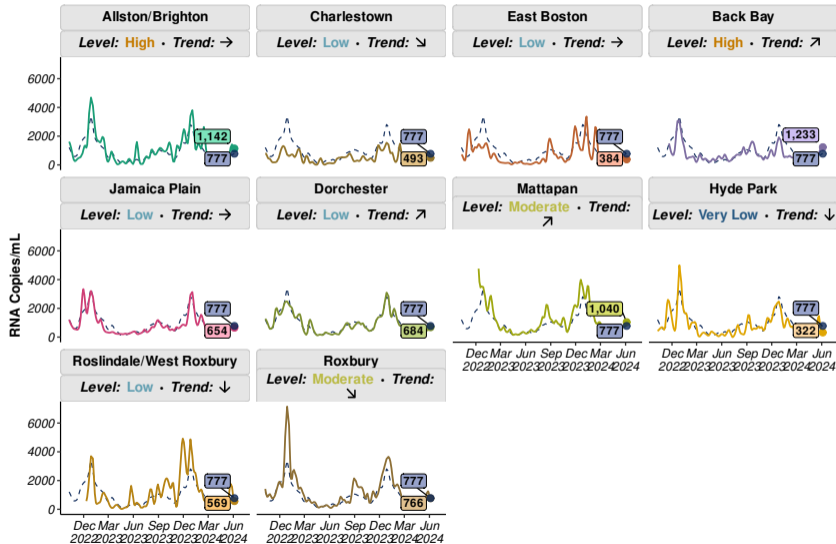 Allston/Brighton
Charlestown
East Boston
Back Bay
Level: High · Trend: →
Level: Low · Trend: ↘
Level: Low · Trend: →
Level: High · Trend: ↗
6000
4000
2000
0
1,142
777
777
493
777
384
1,233
777
Jamaica Plain
Dorchester
Mattapan
Hyde Park
Level: Low · Trend: →
Level: Low · Trend: ↗
Level: Moderate · Trend:
↗
Level: Very Low · Trend: ↓
RNA Copies/mL
6000
4000
2000
0
777
654
777
684
1,040
777
777
322
Dec Mar Jun Sep Dec Mar Jun
2022 2023 2023 2023 2023 2024 2024
Dec Mar Jun Sep Dec Mar Jun
2022 2023 2023 2023 2023 2024 2024
Roslindale/West Roxbury
Roxbury
Level: Low · Trend: ↓
Level: Moderate · Trend:
↘
6000
4000
2000
0
777
569
777
766
Dec Mar Jun Sep Dec Mar Jun
2022 2023 2023 2023 2023 2024 2024
Dec Mar Jun Sep Dec Mar Jun
2022 2023 2023 2023 2023 2024 2024